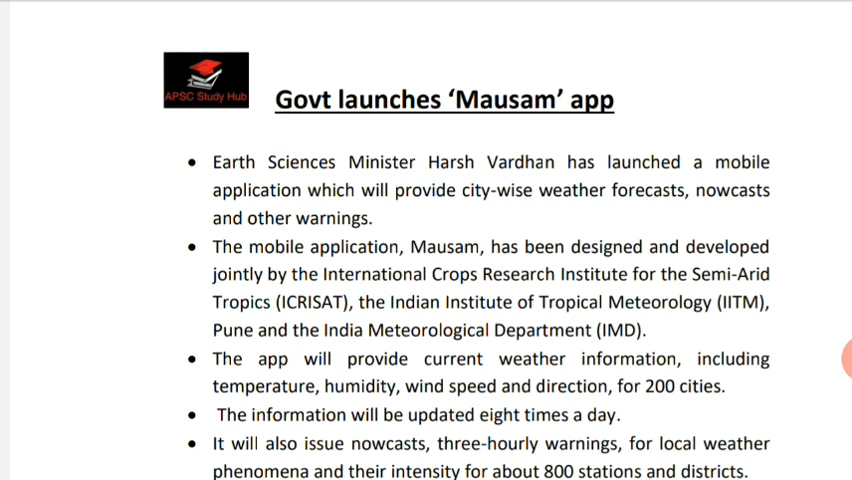 APSC Study Hub
Govt launches ‘Mausam’ app
• Earth Sciences Minister Harsh Vardhan has launched a mobile
application which will provide city-wise weather forecasts, nowcasts
and other warnings.
• The mobile application, Mausam, has been designed and developed
jointly by the International Crops Research Institute for the Semi-Arid
Tropics (ICRISAT), the Indian Institute of Tropical Meteorology (IITM),
Pune and the India Meteorological Department (IMD).
• The app will provide current weather information, including
temperature, humidity, wind speed and direction, for 200 cities.
• The information will be updated eight times a day.
• It will also issue nowcasts, three-hourly warnings, for local weather
phenomena and their intensity for about 800 stations and districts.